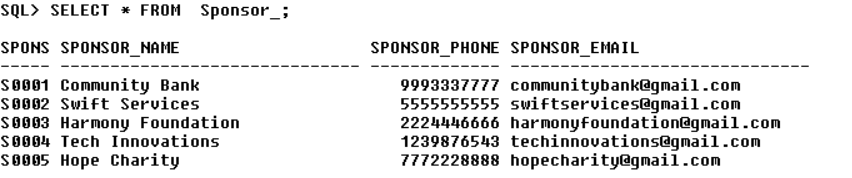 SQL> SELECT * FROM  Sponsor_;
SPONS SPONSOR_NAME                   SPONSOR_PHONE SPONSOR_EMAIL
----- ------------------------------ ------------- ------------------------------
S0001 Community Bank                    9993337777 communitybank@gmail.com
S0002 Swift Services                    5555555555 swiftservices@gmail.com
S0003 Harmony Foundation                2224446666 harmonyfoundation@gmail.com
S0004 Tech Innovations                  1239876543 techinnovations@gmail.com
S0005 Hope Charity                      7772228888 hopecharity@gmail.com